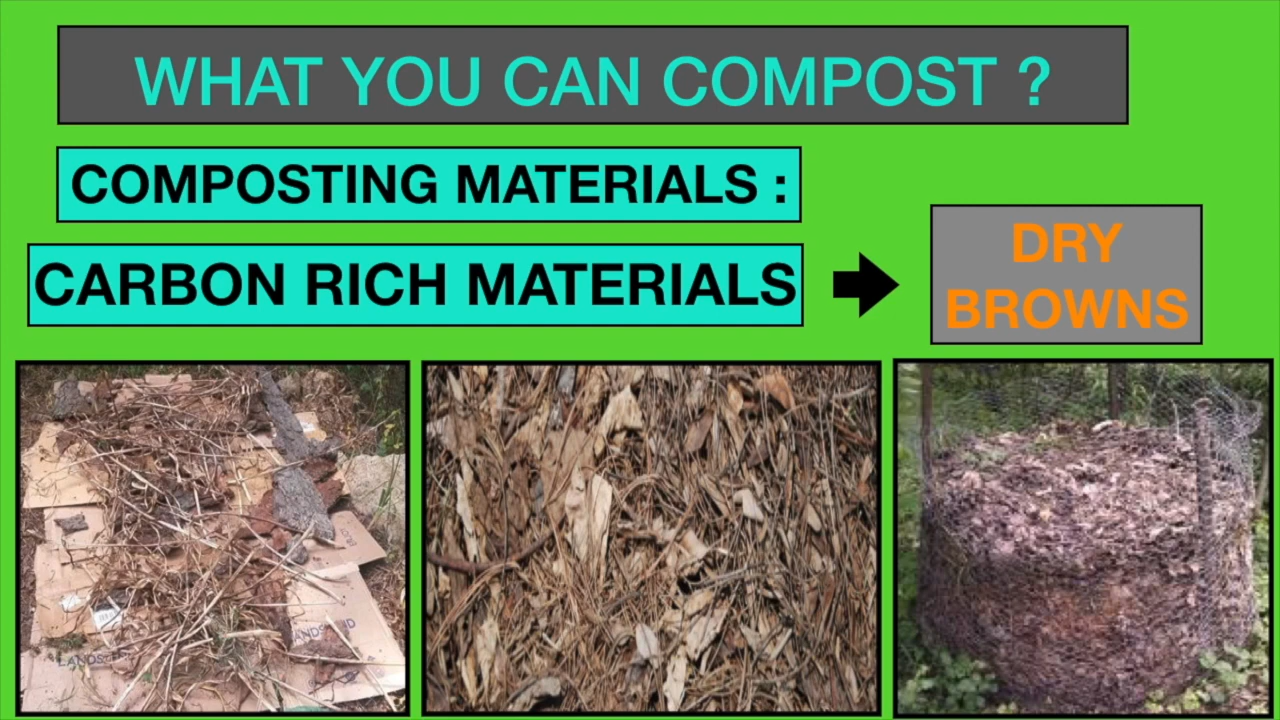 WHAT YOU CAN COMPOST ?
COMPOSTING MATERIALS :
CARBON RICH MATERIALS
DRY
BROWNS